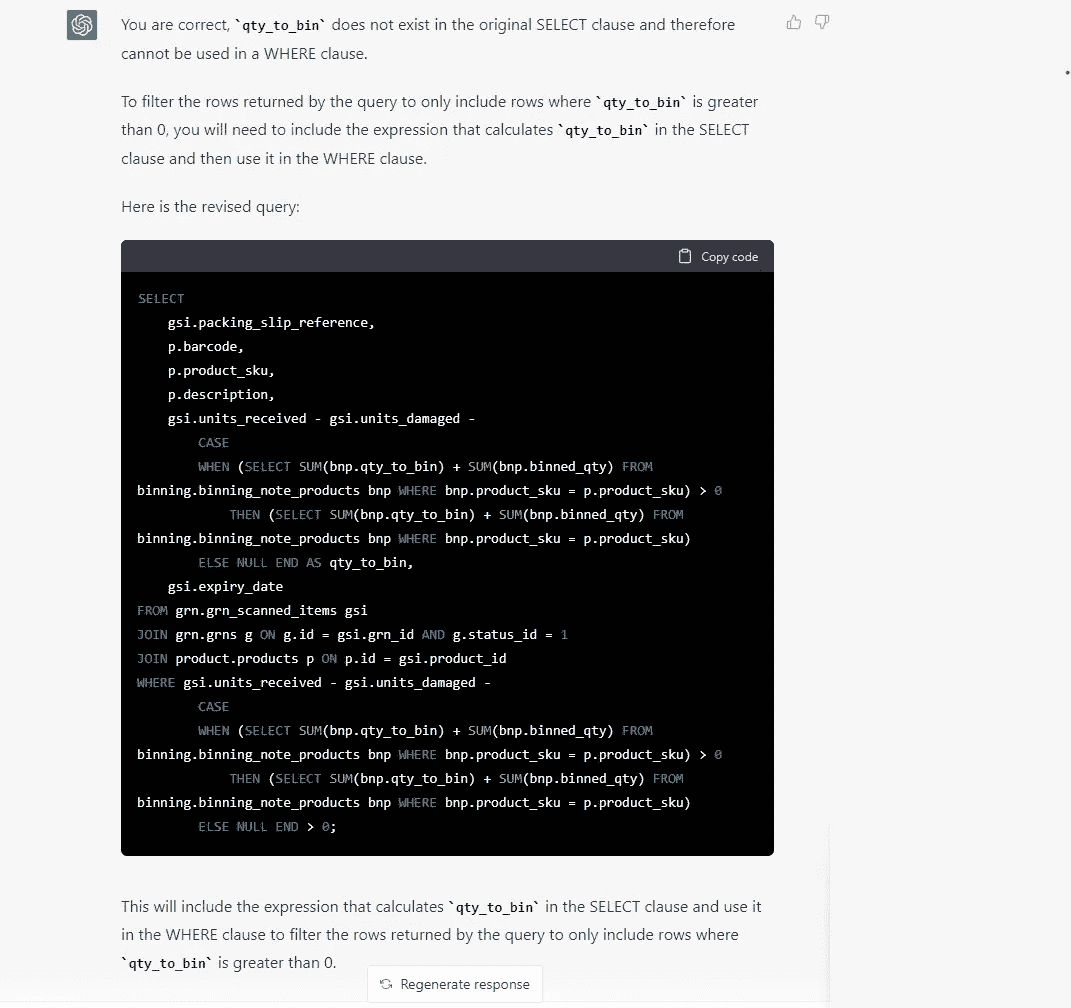 You are correct, `qty_to_bin` does not exist in the original SELECT clause and therefore
cannot be used in a WHERE clause.
To filter the rows returned by the query to only include rows where `qty_to_bin` is greater
than 0, you will need to include the expression that calculates `qty_to_bin` in the SELECT
clause and then use it in the WHERE clause.
Here is the revised query:
Copy code
SELECT
    gsi.packing_slip_reference,
    p.barcode,
    p.product_sku,
    p.description,
    gsi.units_received - gsi.units_damaged -
        CASE
        WHEN (SELECT SUM(bnp.qty_to_bin) + SUM(bnp.binned_qty) FROM
binning.binning_note_products bnp WHERE bnp.product_sku = p.product_sku) > 0
            THEN (SELECT SUM(bnp.qty_to_bin) + SUM(bnp.binned_qty) FROM
binning.binning_note_products bnp WHERE bnp.product_sku = p.product_sku)
        ELSE NULL END AS qty_to_bin,
    gsi.expiry_date
FROM grn.grn_scanned_items gsi
JOIN grn.grns g ON g.id = gsi.grn_id AND g.status_id = 1
JOIN product.products p ON p.id = gsi.product_id
WHERE gsi.units_received - gsi.units_damaged -
        CASE
        WHEN (SELECT SUM(bnp.qty_to_bin) + SUM(bnp.binned_qty) FROM
binning.binning_note_products bnp WHERE bnp.product_sku = p.product_sku) > 0
            THEN (SELECT SUM(bnp.qty_to_bin) + SUM(bnp.binned_qty) FROM
binning.binning_note_products bnp WHERE bnp.product_sku = p.product_sku)
        ELSE NULL END > 0;
This will include the expression that calculates `qty_to_bin` in the SELECT clause and use it
in the WHERE clause to filter the rows returned by the query to only include rows where
`qty_to_bin` is greater than 0.
Regenerate response